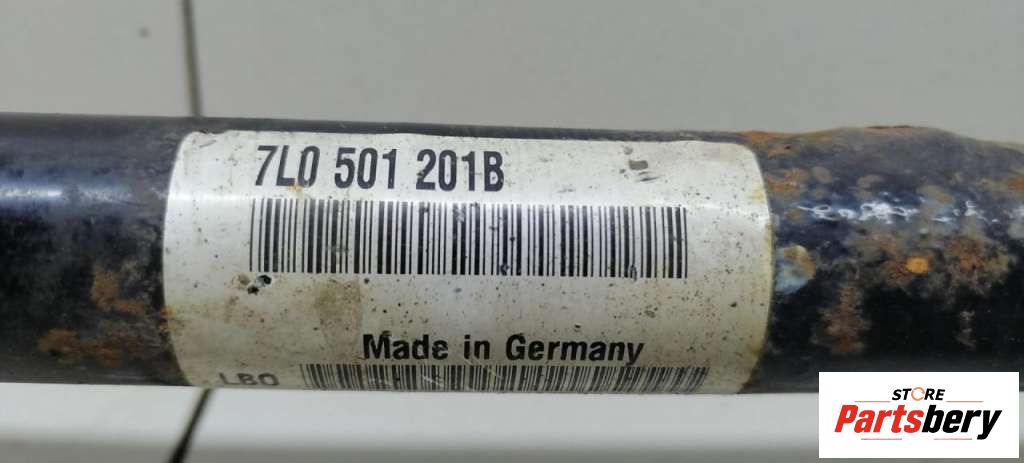 7L0 501 201B
Made in Germany
LBO
STORE
Partsbery